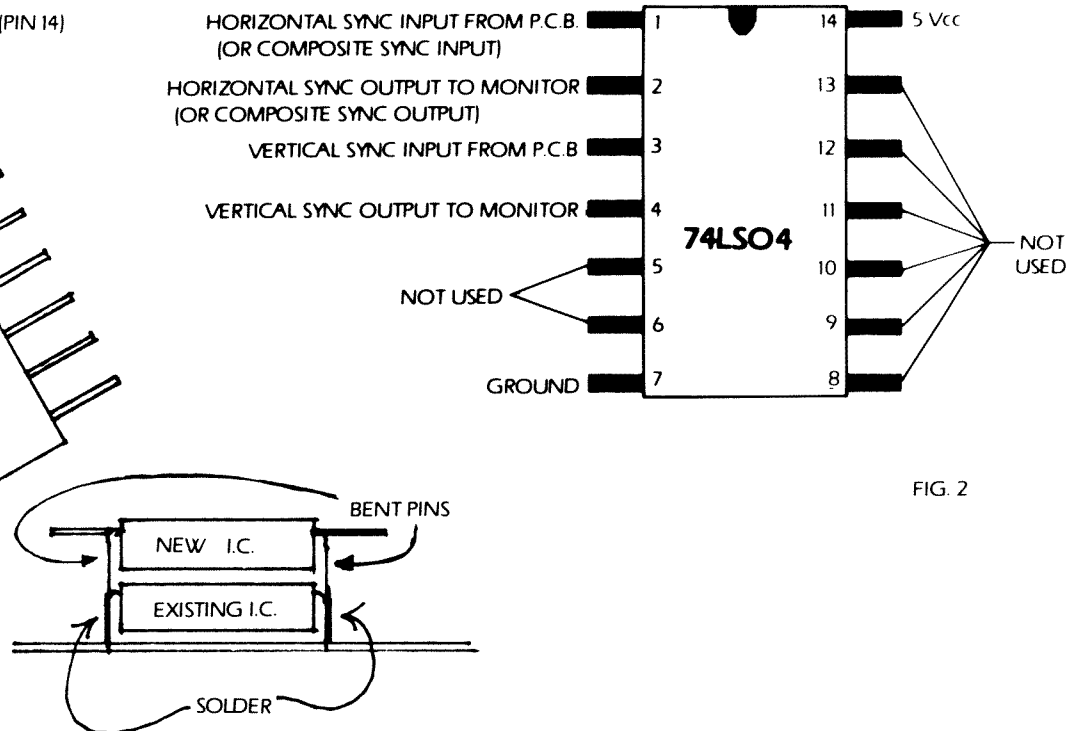 (PIN 14)
HORIZONTAL SYNC INPUT FROM P.C.B.
(OR COMPOSITE SYNC INPUT)
HORIZONTAL SYNC OUTPUT TO MONITOR
(OR COMPOSITE SYNC OUTPUT)
VERTICAL SYNC INPUT FROM P.C.B
VERTICAL SYNC OUTPUT TO MONITOR
NOT USED
GROUND
1
2
3
4
5
6
7
74LSO4
14
13
12
11
10
9
8
5 Vcc
NOT
USED
FIG. 2
BENT PINS
NEW I.C.
EXISTING I.C.
SOLDER